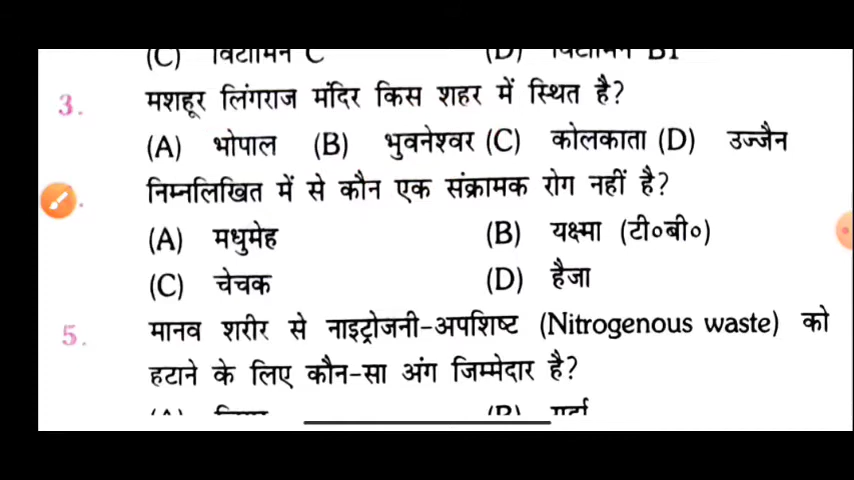 (C) विटामिन C (D) विटामिन B1
3. मशहूर लिंगराज मंदिर किस शहर में स्थित है?
(A) भोपाल (B) भुवनेश्वर (C) कोलकाता (D) उज्जैन
निम्नलिखित में से कौन एक संक्रामक रोग नहीं है?
(A) मधुमेह (B) यक्ष्मा (टी०बी०)
(C) चेचक (D) हैजा
5. मानव शरीर से नाइट्रोजनी-अपशिष्ट (Nitrogenous waste) को
हटाने के लिए कौन-सा अंग जिम्मेदार है?